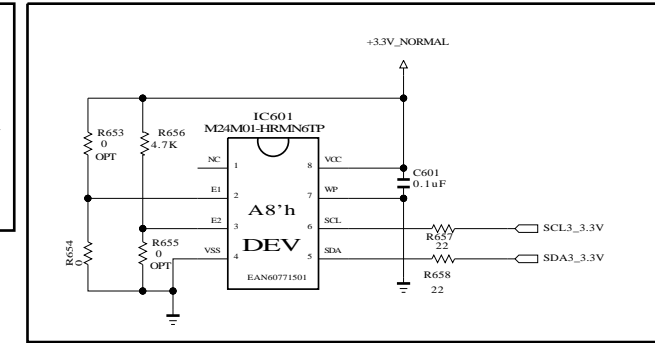 +3.3V_NORMAL
IC601
M24M01-HRMN6TP
R653
0
OPT
R656
4.7K
NC
1
8
VCC
C601
0.1uF
E1
2
7
WP
A8'h
E2
3
6
SCL
R657
22
SCL3_3.3V
R654
0
R655
0
OPT
DEV
VSS
4
5
SDA
R658
22
SDA3_3.3V
EAN60771501